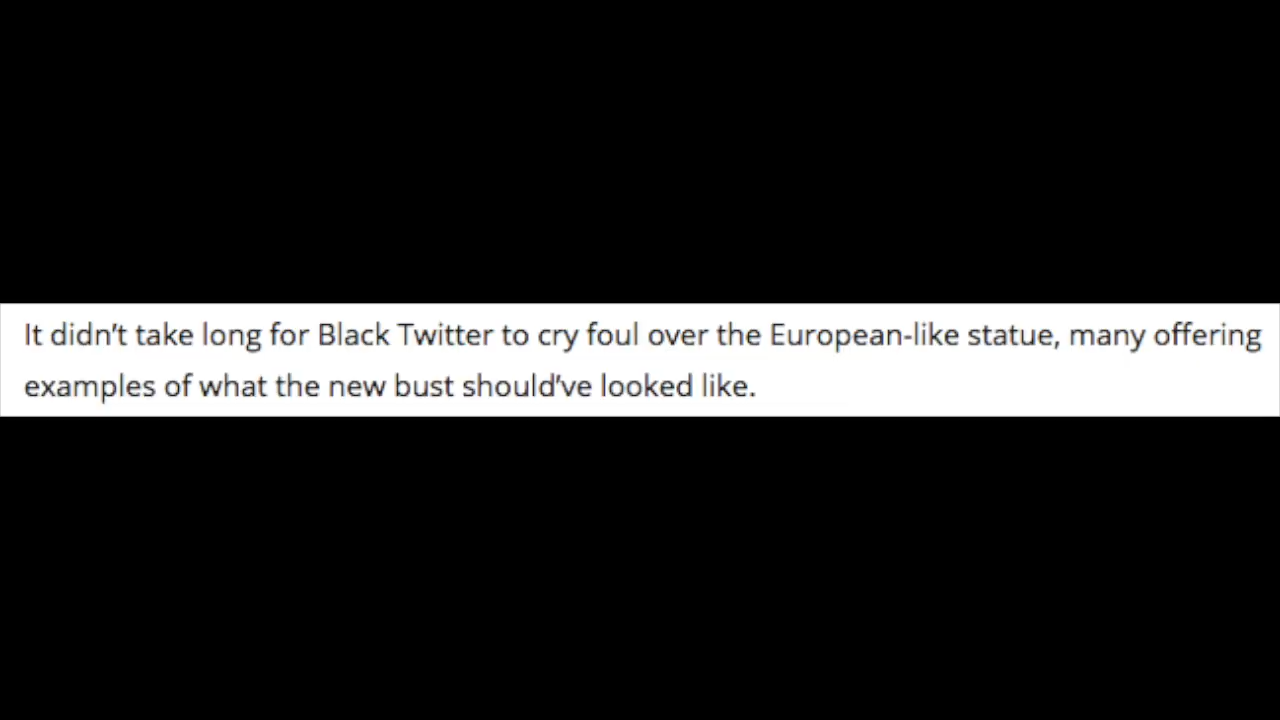 It didn’t take long for Black Twitter to cry foul over the European-like statue, many offering
examples of what the new bust should’ve looked like.